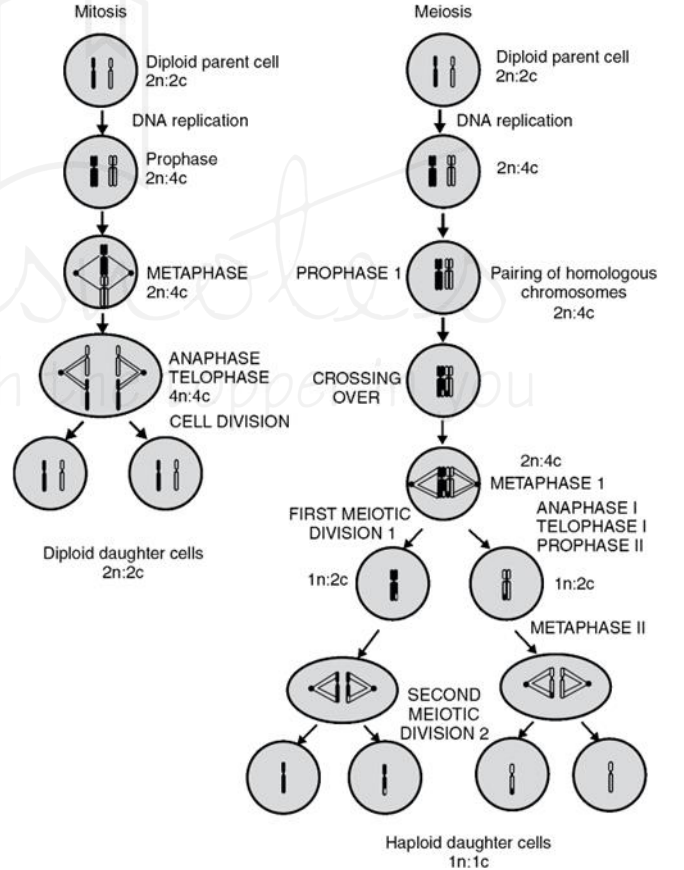 Mitosis
Diploid parent cell
2n:2c
DNA replication
Prophase
2n:4c
METAPHASE
2n:4c
ANAPHASE
TELOPHASE
4n:4c
CELL DIVISION
Diploid daughter cells
2n:2c
Meiosis
Diploid parent cell
2n:2c
DNA replication
2n:4c
PROPHASE 1
Pairing of homologous
chromosomes
2n:4c
CROSSING
OVER
2n:4c
METAPHASE 1
FIRST MEIOTIC
DIVISION 1
ANAPHASE I
TELOPHASE I
PROPHASE II
1n:2c
1n:2c
METAPHASE II
SECOND
MEIOTIC
DIVISION 2
Haploid daughter cells
1n:1c